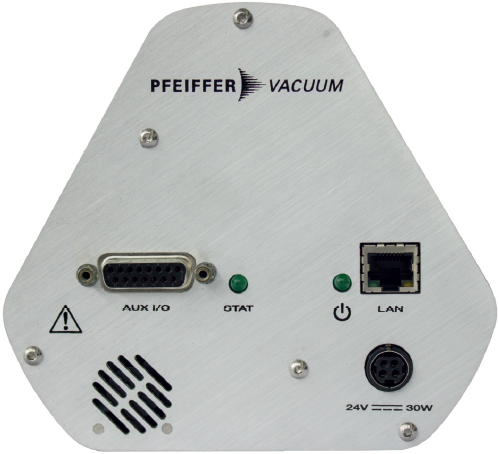 PFEIFFER VACUUM
AUX I/O STAT LAN
24V 30W